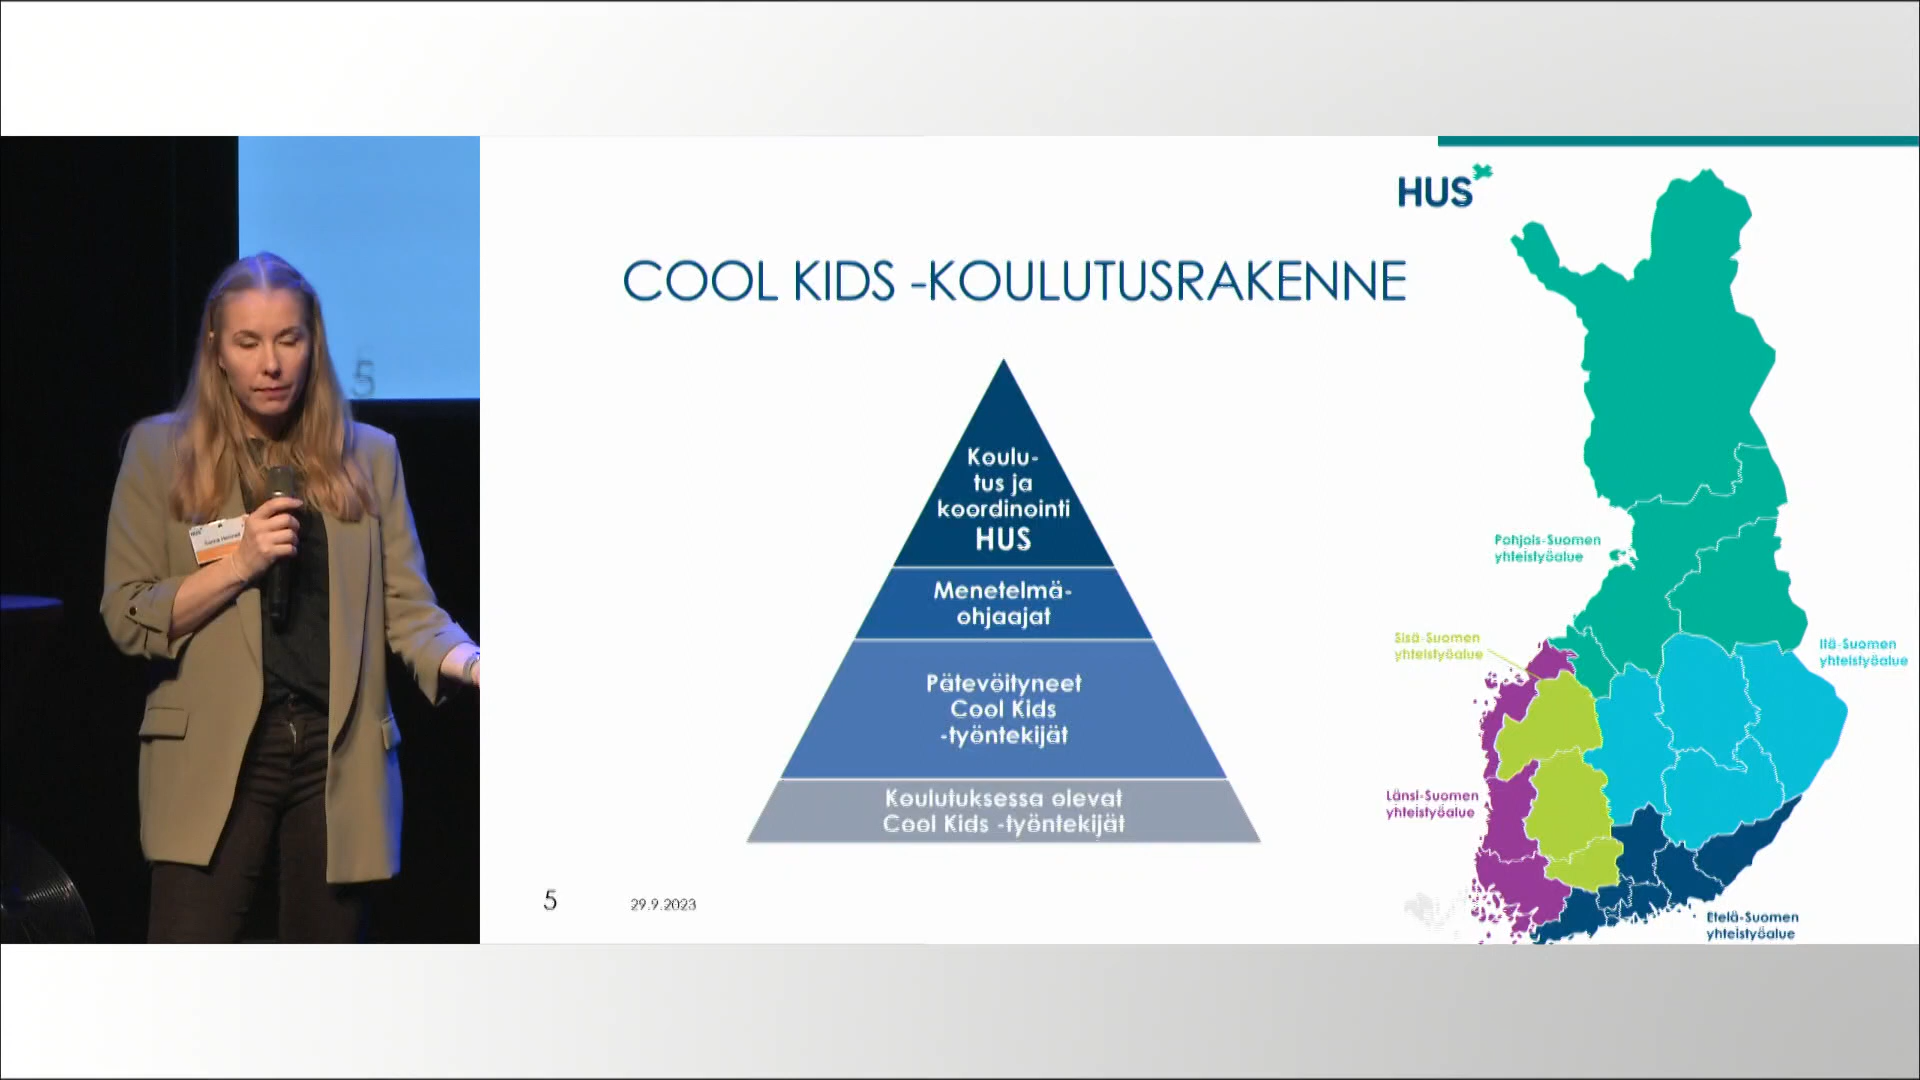 5
HUS
COOL KIDS -KOULUTUSRAKENNE
Koulu-
tus ja
koordinointi
HUS
Menetelmä-
ohjaajat
Pätevöityneet
Cool Kids
-työntekijät
Koulutuksessa olevat
Cool Kids -työntekijät
Pohjois-Suomen
yhteistyöalue
Sisä-Suomen
yhteistyöalue
Itä-Suomen
yhteistyöalue
Länsi-Suomen
yhteistyöalue
Etelä-Suomen
yhteistyöalue
5
29.9.2023